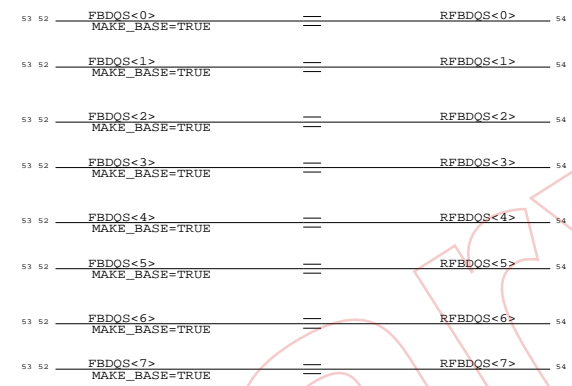 53 52 FBDQS<0> RFBDQS<0> 54
MAKE_BASE=TRUE
53 52 FBDQS<1> RFBDQS<1> 54
MAKE_BASE=TRUE
53 52 FBDQS<2> RFBDQS<2> 54
MAKE_BASE=TRUE
53 52 FBDQS<3> RFBDQS<3> 54
MAKE_BASE=TRUE
53 52 FBDQS<4> RFBDQS<4> 54
MAKE_BASE=TRUE
53 52 FBDQS<5> RFBDQS<5> 54
MAKE_BASE=TRUE
53 52 FBDQS<6> RFBDQS<6> 54
MAKE_BASE=TRUE
53 52 FBDQS<7> RFBDQS<7> 54
MAKE_BASE=TRUE